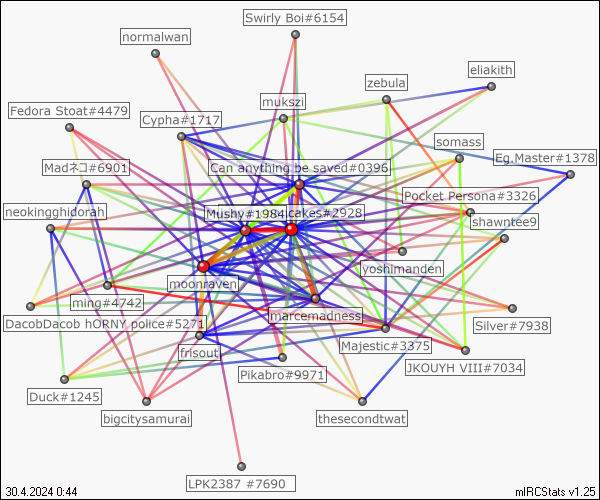 Swirly Boi#6154
normalwan
eliakith
zebula
mukszi
Fedora Stoat#4479
Cypha#1717
somass
Eg.Master#1378
Madネコ#6901
Can anything be saved#0396
Pocket Persona#3326
neokingghidorah
Mushy#1984
cakes#2928
shawntee9
yoshimanden
moonraven
ming#4742
marcemadness
DacobDacob hORNY police#5271
Silver#7938
frisout
Majestic#3375
Pikabro#9971
JKOUYH VIII#7034
Duck#1245
bigcitysamurai
thesecondtwat
LPK2387 #7690
30.4.2024 0:44
mIRCStats v1.25